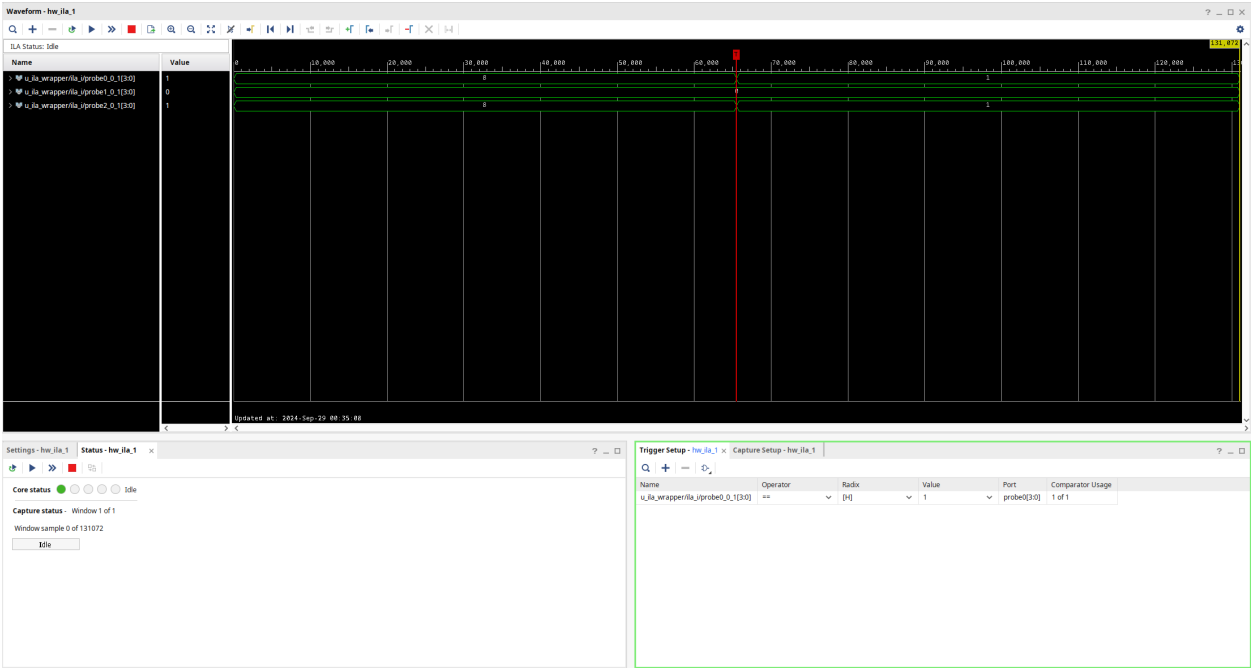 Waveform - hw_ila_1
ILA Status: Idle
131,072
Name Value
0 10,000 20,000 30,000 40,000 50,000 60,000 70,000 80,000 90,000 100,000 110,000 120,000 13
u_ila_wrapper/ila_i/probe0_0_1[3:0] 1 0 1
u_ila_wrapper/ila_i/probe1_0_1[3:0] 0
u_ila_wrapper/ila_i/probe2_0_1[3:0] 1 0 1
Updated at: 2024-Sep-29 00:35:08
Settings - hw_ila_1 Status - hw_ila_1
Core status Idle
Capture status - Window 1 of 1
Window sample 0 of 131072
Idle
Trigger Setup - hw_ila_1 Capture Setup - hw_ila_1
Name Operator Radix Value Port Comparator Usage
u_ila_wrapper/ila_i/probe0_0_1[3:0] == [H] 1 probe0[3:0] 1 of 1